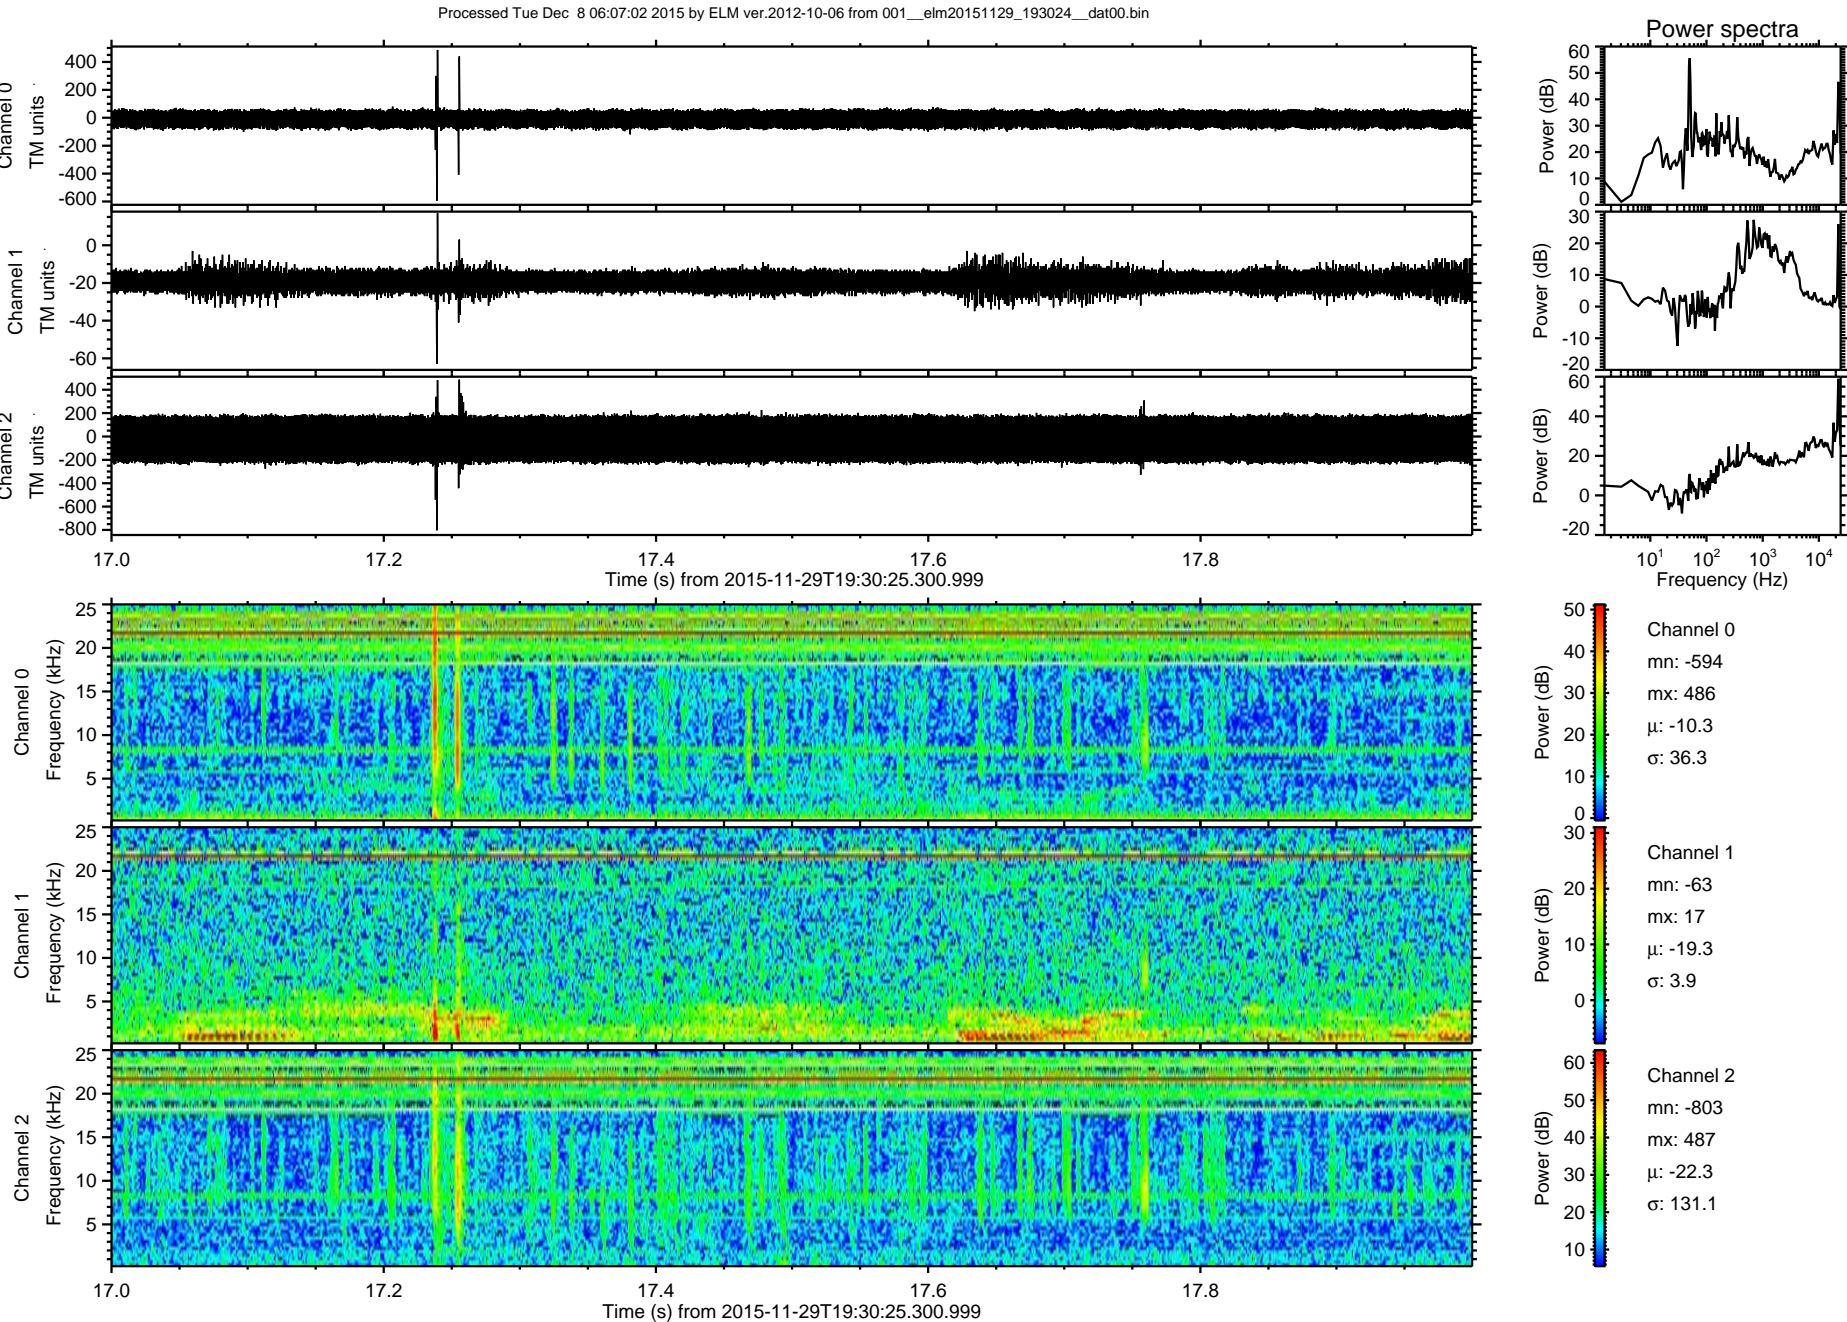 Processed Tue Dec  8 06:07:02 2015 by ELM ver.2012-10-06 from 001__elm20151129_193024__dat00.bin
Power spectra
Channel 0
TM units
400
200
0
-200
-400
-600
Power (dB)
60
50
40
30
20
10
0
Channel 1
TM units
0
-20
-40
-60
Power (dB)
30
20
10
0
-10
-20
Channel 2
TM units
400
200
0
-200
-400
-600
-800
Power (dB)
60
40
20
0
-20
17.0 17.2 17.4 17.6 17.8
Time (s) from 2015-11-29T19:30:25.300.999
10¹ 10² 10³ 10⁴
Frequency (Hz)
Channel 0
Frequency (kHz)
25
20
15
10
5
Power (dB)
50
40
30
20
10
0
Channel 0
mn: -594
mx: 486
µ: -10.3
σ: 36.3
Channel 1
Frequency (kHz)
25
20
15
10
5
Power (dB)
30
20
10
0
Channel 1
mn: -63
mx: 17
µ: -19.3
σ: 3.9
Channel 2
Frequency (kHz)
25
20
15
10
5
Power (dB)
60
50
40
30
20
10
Channel 2
mn: -803
mx: 487
µ: -22.3
σ: 131.1
17.0 17.2 17.4 17.6 17.8
Time (s) from 2015-11-29T19:30:25.300.999